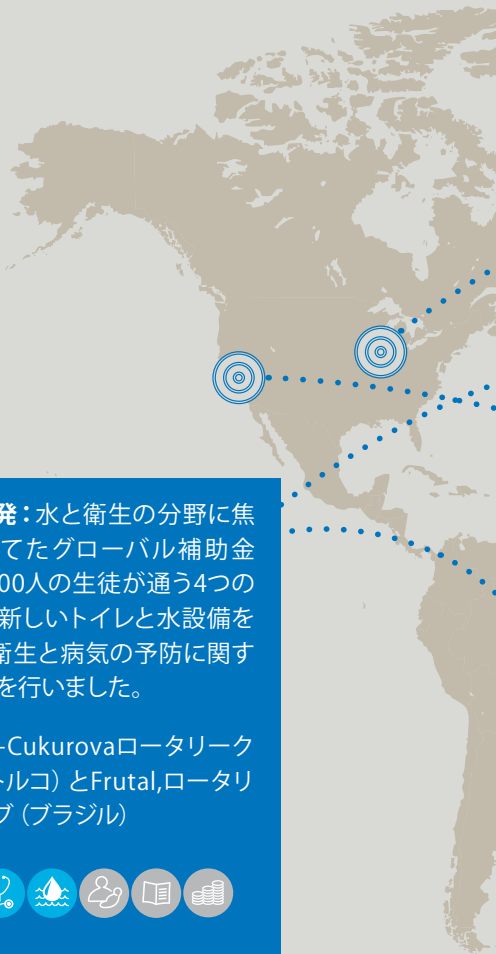 発：水と衛生の分野に焦
てたグローバル補助金
00人の生徒が通う4つの
新しいトイレと水設備を
衛生と病気の予防に関す
を行いました。
-Cukurovaロータリーク
トルコ）とFrutal,ロータリ
ブ（ブラジル）